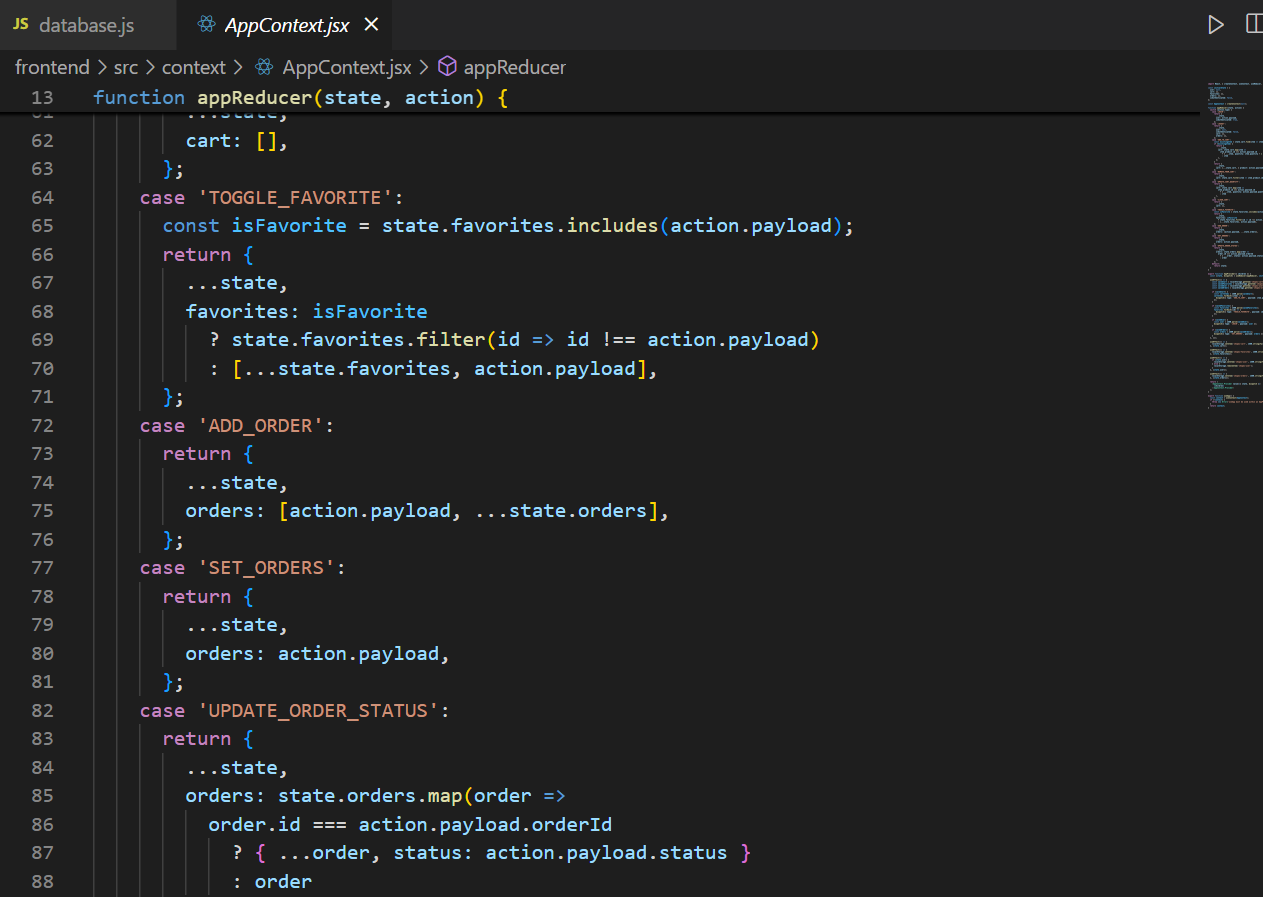 JS database.js AppContext.jsx
frontend > src > context > AppContext.jsx > appReducer
13 function appReducer(state, action) {
61 ...state,
62 cart: [],
63 };
64 case 'TOGGLE_FAVORITE':
65 const isFavorite = state.favorites.includes(action.payload);
66 return {
67 ...state,
68 favorites: isFavorite
69 ? state.favorites.filter(id => id !== action.payload)
70 : [...state.favorites, action.payload],
71 };
72 case 'ADD_ORDER':
73 return {
74 ...state,
75 orders: [action.payload, ...state.orders],
76 };
77 case 'SET_ORDERS':
78 return {
79 ...state,
80 orders: action.payload,
81 };
82 case 'UPDATE_ORDER_STATUS':
83 return {
84 ...state,
85 orders: state.orders.map(order =>
86 order.id === action.payload.orderId
87 ? { ...order, status: action.payload.status }
88 : order